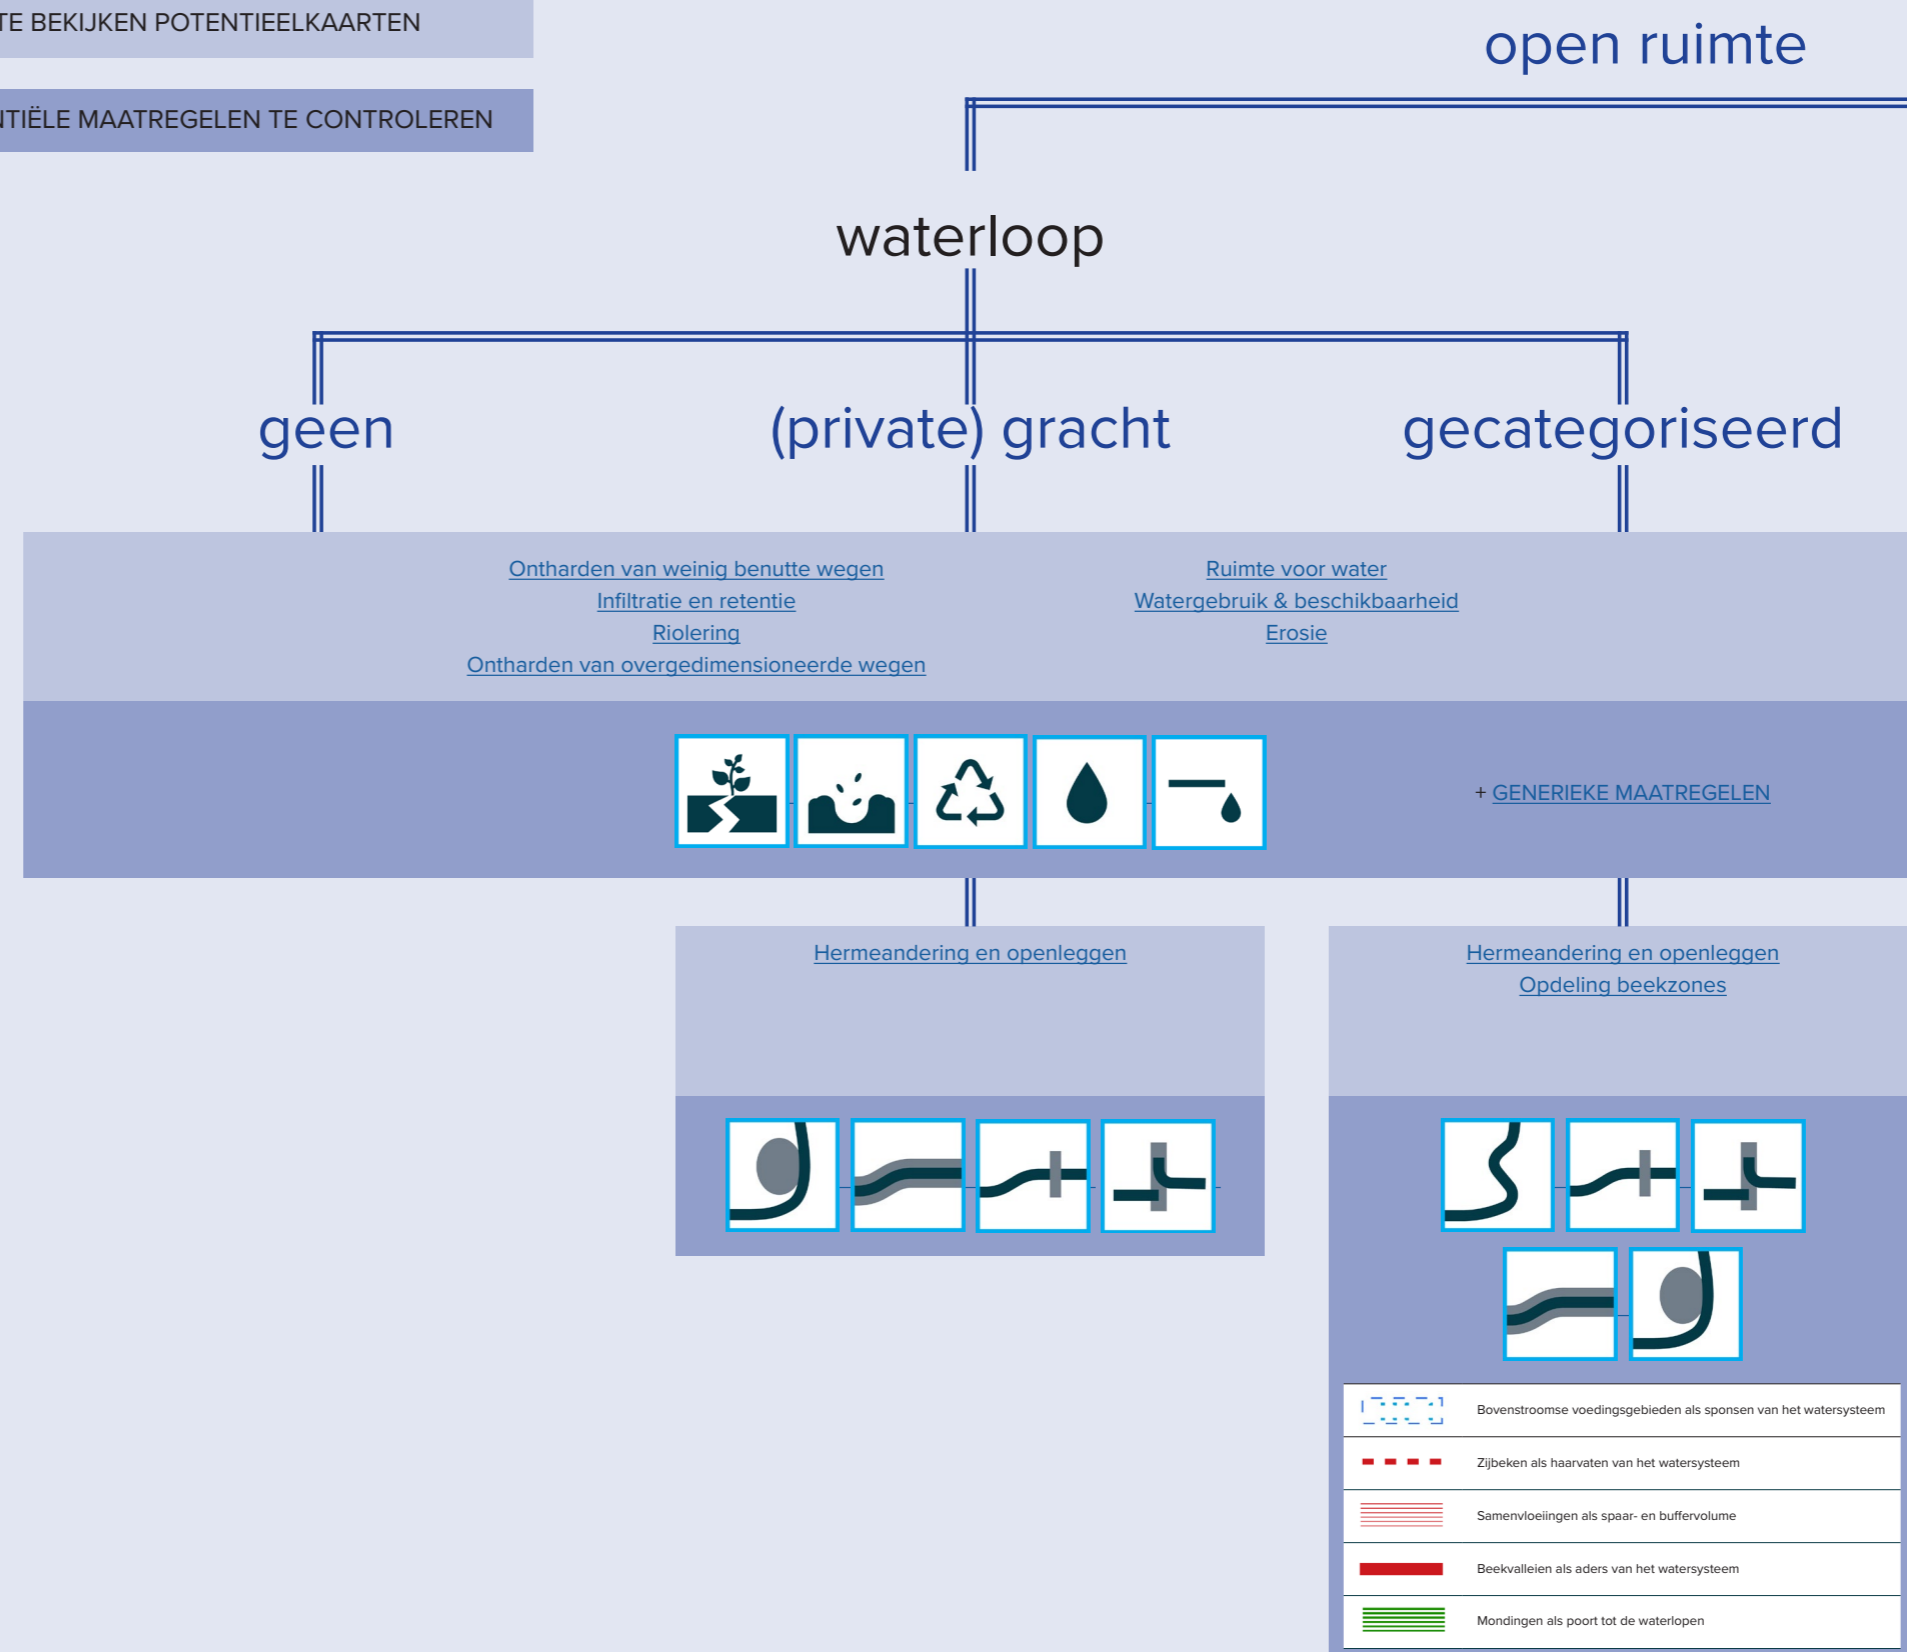 TE BEKIJKEN POTENTIEELKAARTEN
NTIËLE MAATREGELEN TE CONTROLEREN
open ruimte
waterloop
geen
(private) gracht
gecategoriseerd
Ontharden van weinig benutte wegen
Infiltratie en retentie
Riolering
Ontharden van overgedimensioneerde wegen
Ruimte voor water
Watergebruik & beschikbaarheid
Erosie
+ GENERIEKE MAATREGELEN
Hermeandering en openleggen
Hermeandering en openleggen
Opdeling beekzones
Bovenstroomse voedingsgebieden als sponsen van het watersysteem
Zijbeken als haarvaten van het watersysteem
Samenvloeiingen als spaar- en buffervolume
Beekvalleien als aders van het watersysteem
Mondingen als poort tot de waterlopen